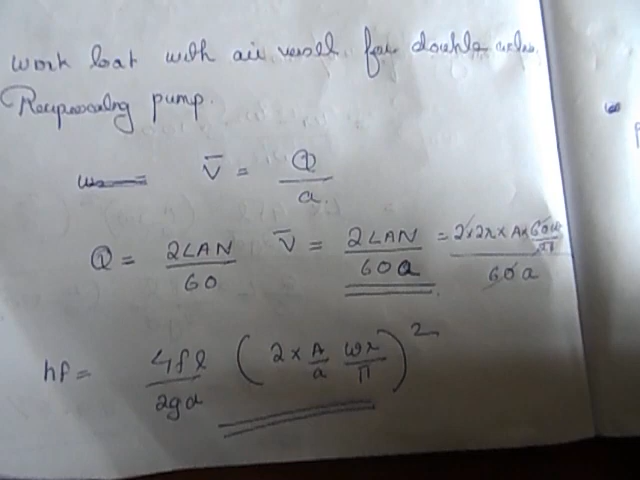 work lost with air vessel for double
Reciprocating pump.
V̄ = Q/a
Q = 2LAN/60 V̄ = 2LAN/60a = 2×2r×A×60ω/2π/60a
hf = 4fl/2gd (2 × A/a ωr/π)²